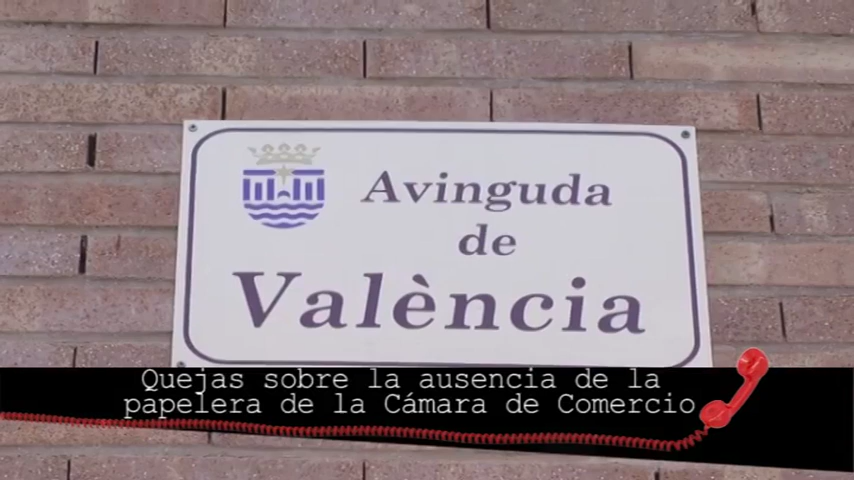 Avinguda
de
València
Quejas sobre la ausencia de la
papelera de la Cámara de Comercio